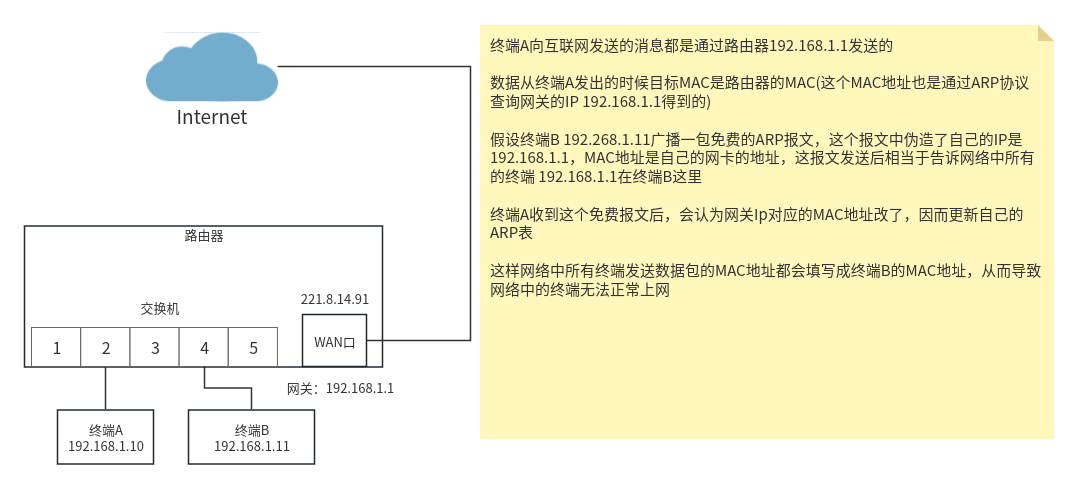 Internet
路由器
交换机
1
2
3
4
5
221.8.14.91
WAN口
网关：192.168.1.1
终端A
192.168.1.10
终端B
192.168.1.11
终端A向互联网发送的消息都是通过路由器192.168.1.1发送的
数据从终端A发出的时候目标MAC是路由器的MAC(这个MAC地址也是通过ARP协议
查询网关的IP 192.168.1.1得到的)
假设终端B 192.268.1.11广播一包免费的ARP报文，这个报文中伪造了自己的IP是
192.168.1.1，MAC地址是自己的网卡的地址，这报文发送后相当于告诉网络中所有
的终端 192.168.1.1在终端B这里
终端A收到这个免费报文后，会认为网关Ip对应的MAC地址改了，因而更新自己的
ARP表
这样网络中所有终端发送数据包的MAC地址都会填写成终端B的MAC地址，从而导致
网络中的终端无法正常上网